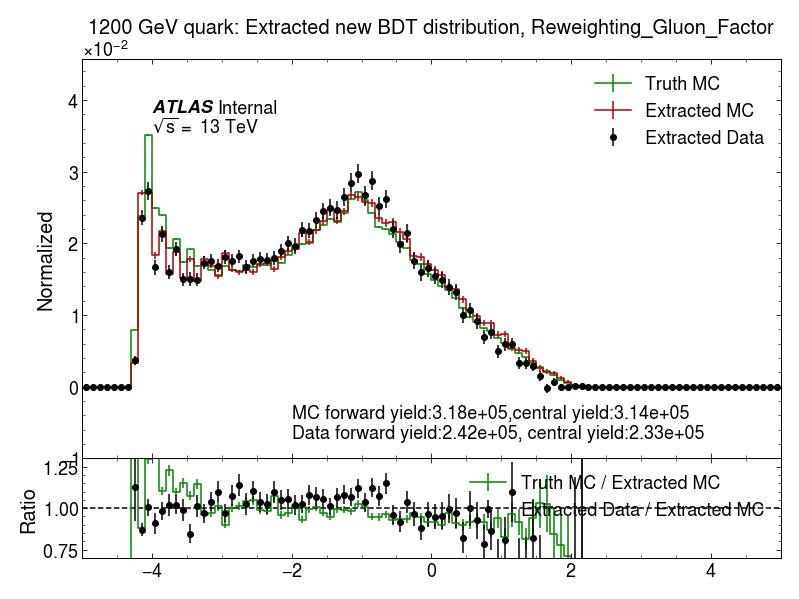 1200 GeV quark: Extracted new BDT distribution, Reweighting_Gluon_Factor
×10⁻²
ATLAS Internal
√s = 13 TeV
Truth MC
Extracted MC
Extracted Data
Normalized
4
3
2
1
0
MC forward yield:3.18e+05,central yield:3.14e+05
Data forward yield:2.42e+05, central yield:2.33e+05
Truth MC / Extracted MC
Extracted Data / Extracted MC
Ratio
1.25
1.00
0.75
−4 −2 0 2 4